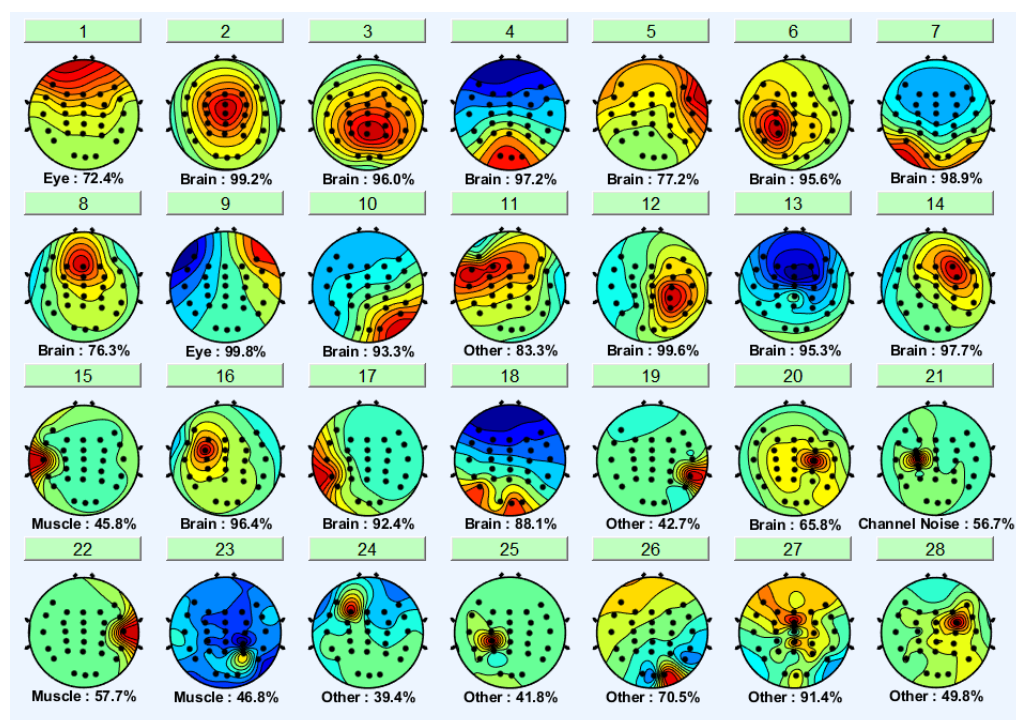 1 2 3 4 5 6 7
Eye : 72.4% Brain : 99.2% Brain : 96.0% Brain : 97.2% Brain : 77.2% Brain : 95.6% Brain : 98.9%
8 9 10 11 12 13 14
Brain : 76.3% Eye : 99.8% Brain : 93.3% Other : 83.3% Brain : 99.6% Brain : 95.3% Brain : 97.7%
15 16 17 18 19 20 21
Muscle : 45.8% Brain : 96.4% Brain : 92.4% Brain : 88.1% Other : 42.7% Brain : 65.8% Channel Noise : 56.7%
22 23 24 25 26 27 28
Muscle : 57.7% Muscle : 46.8% Other : 39.4% Other : 41.8% Other : 70.5% Other : 91.4% Other : 49.8%